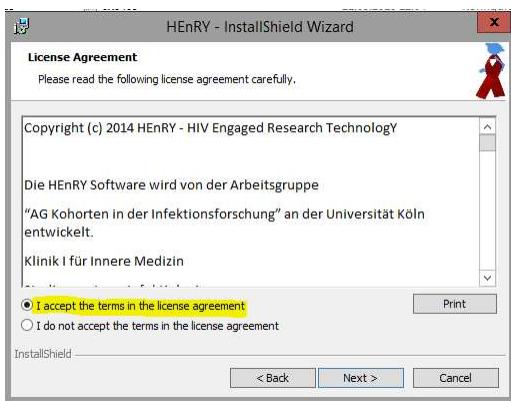 HEnRY - InstallShield Wizard
x
License Agreement
Please read the following license agreement carefully.
Copyright (c) 2014 HEnRY - HIV Engaged Research TechnologY
Die HEnRY Software wird von der Arbeitsgruppe
“AG Kohorten in der Infektionsforschung” an der Universität Köln
entwickelt.
Klinik I für Innere Medizin
I accept the terms in the license agreement
Print
I do not accept the terms in the license agreement
InstallShield
< Back
Next >
Cancel